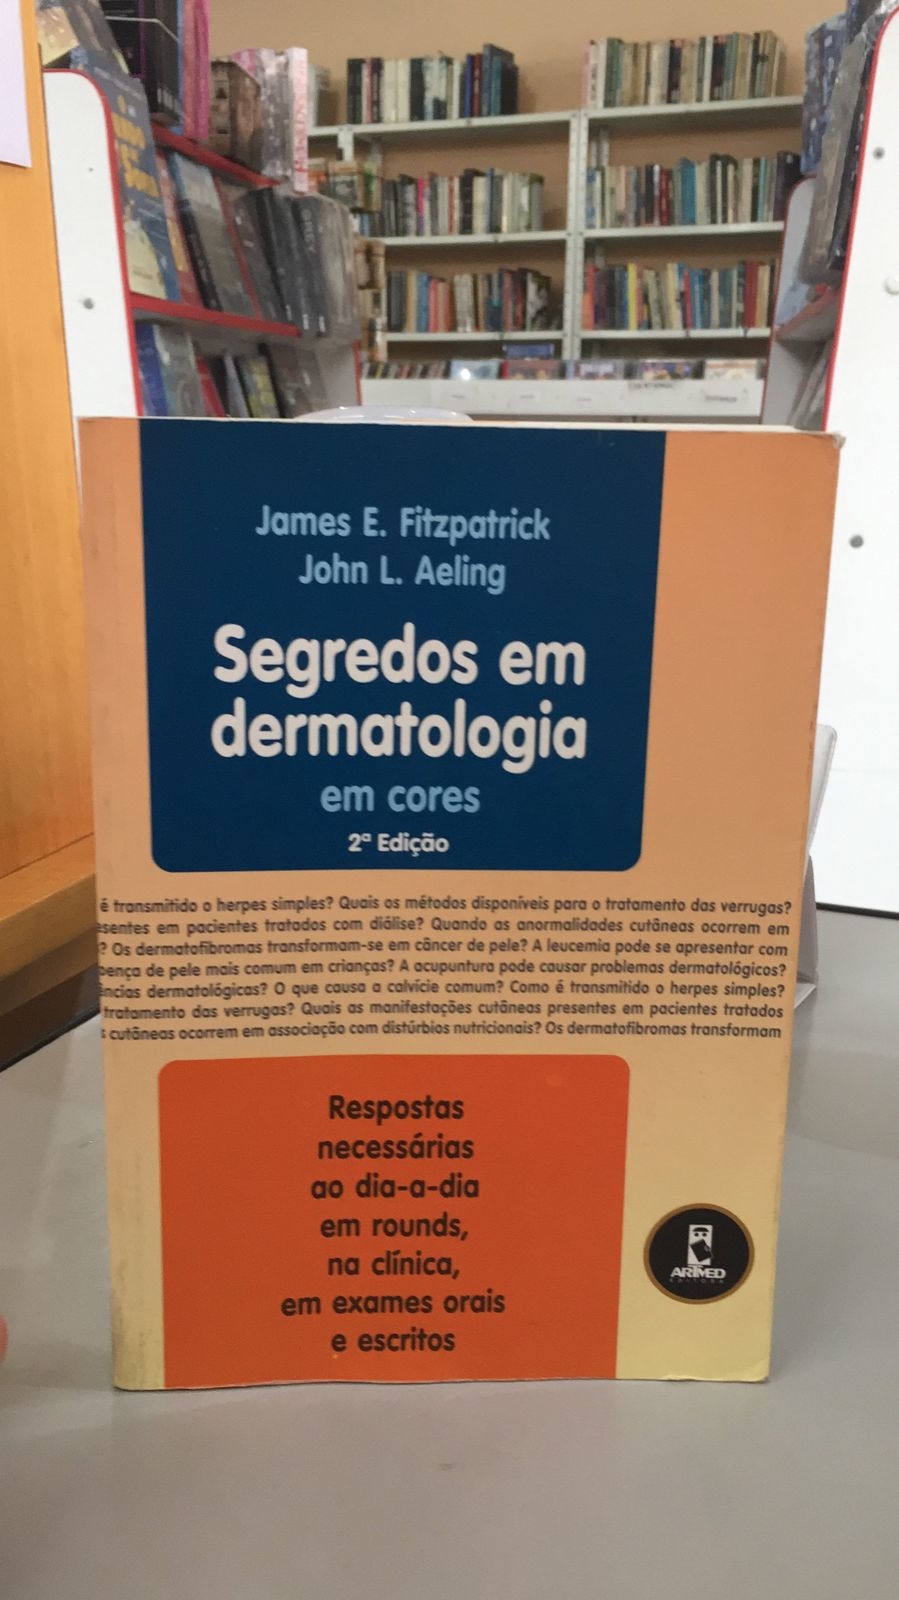 James E. Fitzpatrick
John L. Aeling
Segredos em
dermatologia
em cores
2ª Edição
é transmitido o herpes simples? Quais os métodos disponíveis para o tratamento das verrugas?
esentes em pacientes tratados com diálise? Quando as anormalidades cutâneas ocorrem em
? Os dermatofibromas transformam-se em câncer de pele? A leucemia pode se apresentar com
ença de pele mais comum em crianças? A acupuntura pode causar problemas dermatológicos?
ências dermatológicas? O que causa a calvície comum? Como é transmitido o herpes simples?
tratamento das verrugas? Quais as manifestações cutâneas presentes em pacientes tratados
s cutâneas ocorrem em associação com distúrbios nutricionais? Os dermatofibromas transformam
Respostas
necessárias
ao dia-a-dia
em rounds,
na clínica,
em exames orais
e escritos
ARTMED
EDITORA